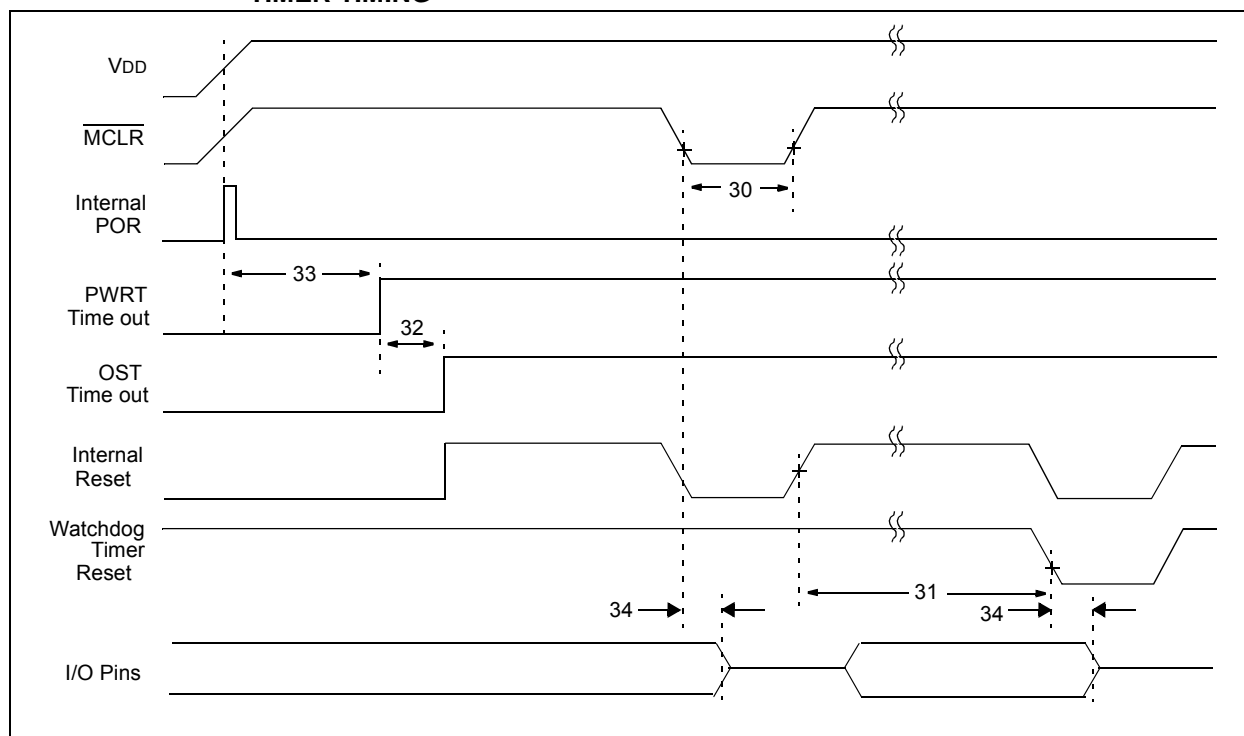 TIMER TIMING
VDD
MCLR
30
Internal
POR
33
PWRT
Time out
32
OST
Time out
Internal
Reset
Watchdog
Timer
Reset
31
34
34
I/O Pins